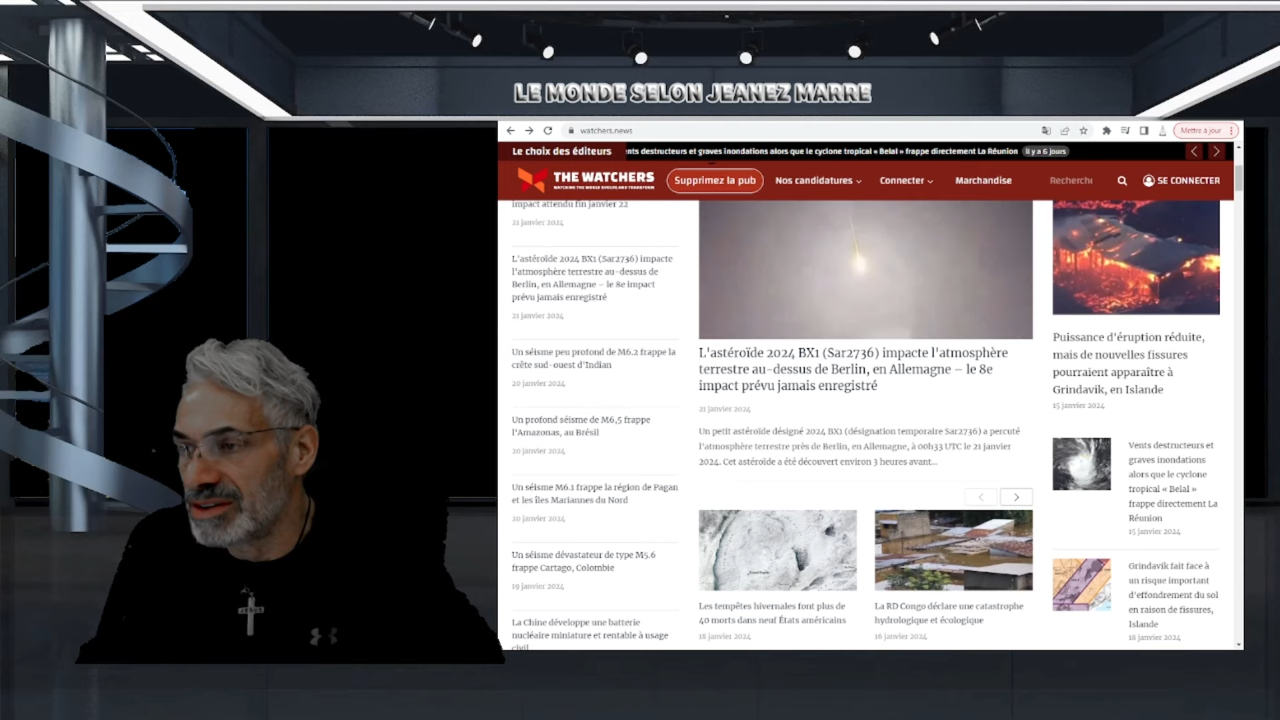 LE MONDE SELON JEANEZ MARRE
watchers.news
Mettre à jour
Le choix des éditeurs
nts destructeurs et graves inondations alors que le cyclone tropical « Belal » frappe directement La Réunion
Il y a 6 jours
THE WATCHERS
WATCHING THE WORLD EVOLVE AND TRANSFORM
Supprimez la pub
Nos candidatures
Connecter
Marchandise
Recherche
SE CONNECTER
impact attendu fin janvier 22
21 janvier 2024
L'astéroïde 2024 BX1 (Sar2736) impacte
l'atmosphère terrestre au-dessus de
Berlin, en Allemagne – le 8e impact
prévu jamais enregistré
21 janvier 2024
Un séisme peu profond de M6.2 frappe la
crête sud-ouest d'Indian
20 janvier 2024
Un profond séisme de M6,5 frappe
l'Amazonas, au Brésil
20 janvier 2024
Un séisme M6.1 frappe la région de Pagan
et les îles Mariannes du Nord
20 janvier 2024
Un séisme dévastateur de type M5.6
frappe Cartago, Colombie
19 janvier 2024
La Chine développe une batterie
nucléaire miniature et rentable à usage
civil
L'astéroïde 2024 BX1 (Sar2736) impacte l'atmosphère
terrestre au-dessus de Berlin, en Allemagne – le 8e
impact prévu jamais enregistré
21 janvier 2024
Un petit astéroïde désigné 2024 BX1 (désignation temporaire Sar2736) a percuté
l'atmosphère terrestre près de Berlin, en Allemagne, à 00h33 UTC le 21 janvier
2024. Cet astéroïde a été découvert environ 3 heures avant...
Les tempêtes hivernales font plus de
40 morts dans neuf États américains
18 janvier 2024
La RD Congo déclare une catastrophe
hydrologique et écologique
16 janvier 2024
Puissance d'éruption réduite,
mais de nouvelles fissures
pourraient apparaître à
Grindavik, en Islande
15 janvier 2024
Vents destructeurs et
graves inondations
alors que le cyclone
tropical « Belal »
frappe directement La
Réunion
15 janvier 2024
Grindavik fait face à
un risque important
d'effondrement du sol
en raison de fissures,
Islande
18 janvier 2024
JESUS